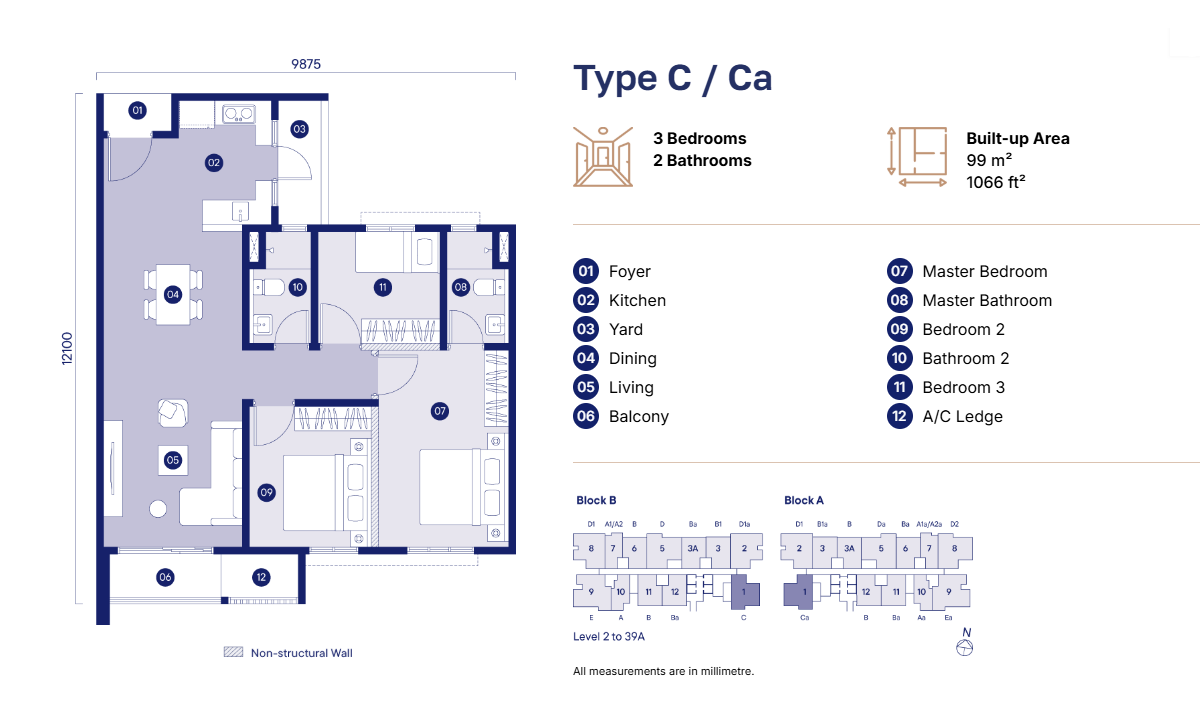 9875
12100
01
02
03
04
05
06
07
08
09
10
11
12
Non-structural Wall
Type C / Ca
3 Bedrooms
2 Bathrooms
Built-up Area
99 m²
1066 ft²
01 Foyer
02 Kitchen
03 Yard
04 Dining
05 Living
06 Balcony
07 Master Bedroom
08 Master Bathroom
09 Bedroom 2
10 Bathroom 2
11 Bedroom 3
12 A/C Ledge
Block B
D1 A1/A2 B D Ba B1 D1a
8 7 6 5 3A 3 2
9 10 11 12 1
E A B Ba C
Block A
D1 B1a B Da Ba A1a/A2a D2
2 3 3A 5 6 7 8
1 12 11 10 9
Ca B Ba Aa Ea
Level 2 to 39A
N
All measurements are in millimetre.